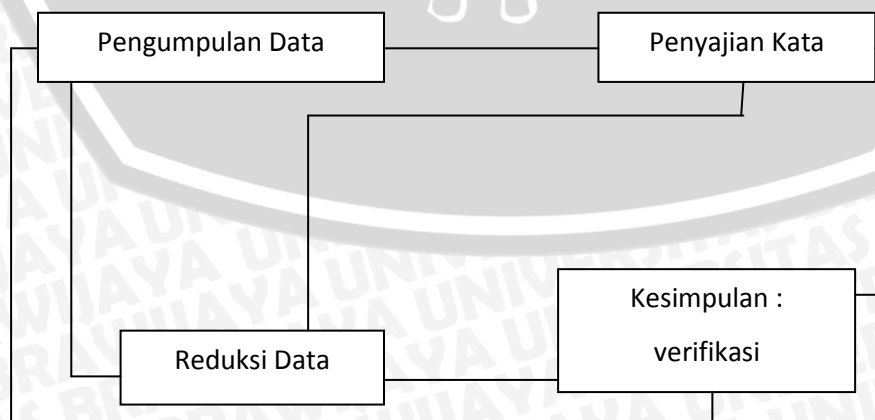 Pengumpulan Data
Penyajian Kata
Kesimpulan :
verifikasi
Reduksi Data